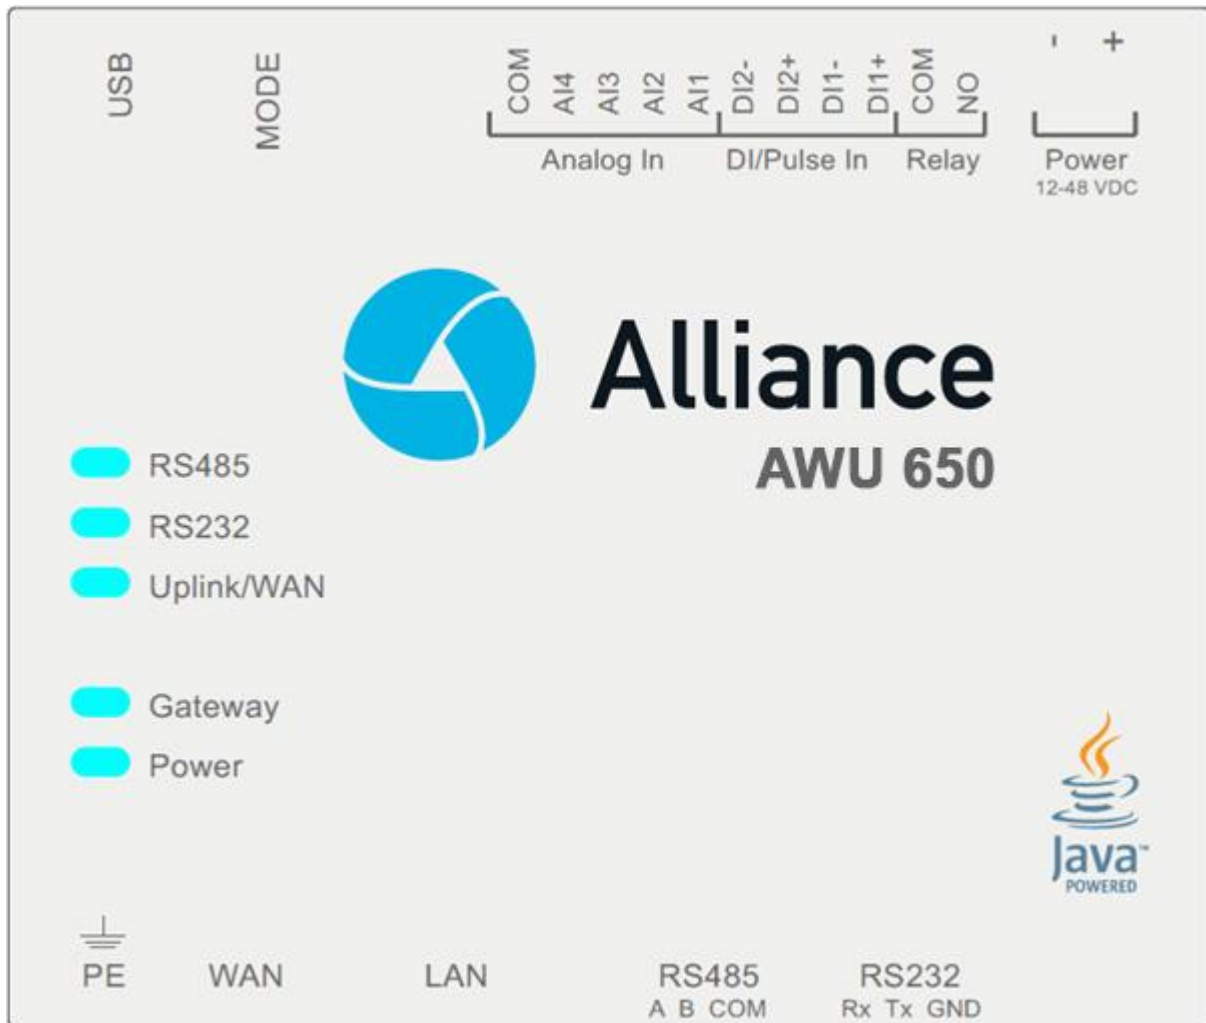 USB
MODE
COM
AI4
AI3
AI2
AI1
DI2-
DI2+
DI1-
DI1+
COM
NO
- +
Analog In
DI/Pulse In
Relay
Power
12-48 VDC
Alliance
AWU 650
RS485
RS232
Uplink/WAN
Gateway
Power
Java™
POWERED
PE
WAN
LAN
RS485
A B COM
RS232
Rx Tx GND